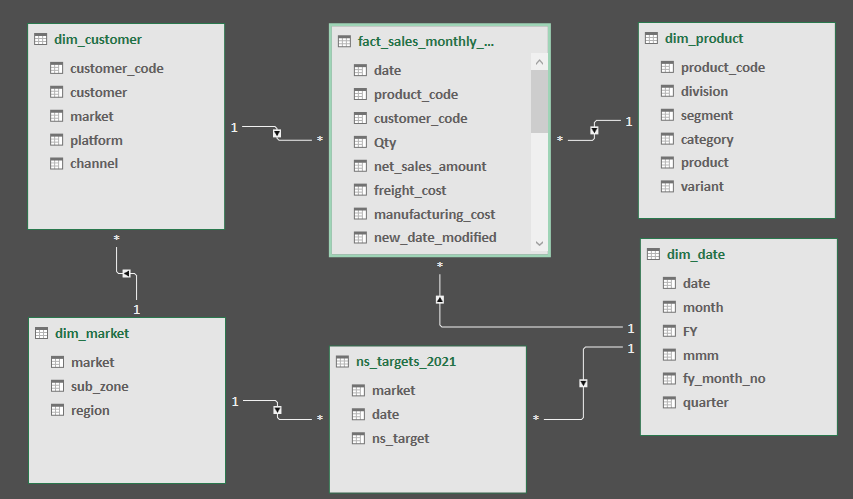 dim_customer
customer_code
customer
market
platform
channel
1
*
fact_sales_monthly_...
date
product_code
customer_code
Qty
net_sales_amount
freight_cost
manufacturing_cost
new_date_modified
*
1
dim_product
product_code
division
segment
category
product
variant
*
1
*
1
1
dim_date
date
month
FY
mmm
fy_month_no
quarter
dim_market
market
sub_zone
region
1
*
ns_targets_2021
market
date
ns_target
*